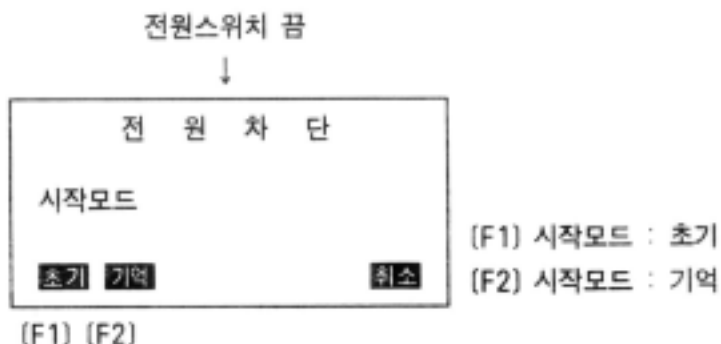 전원스위치 끔
↓
전 원 차 단
시작모드
초기 기억 취소
(F1) 시작모드 : 초기
(F2) 시작모드 : 기억
(F1) (F2)